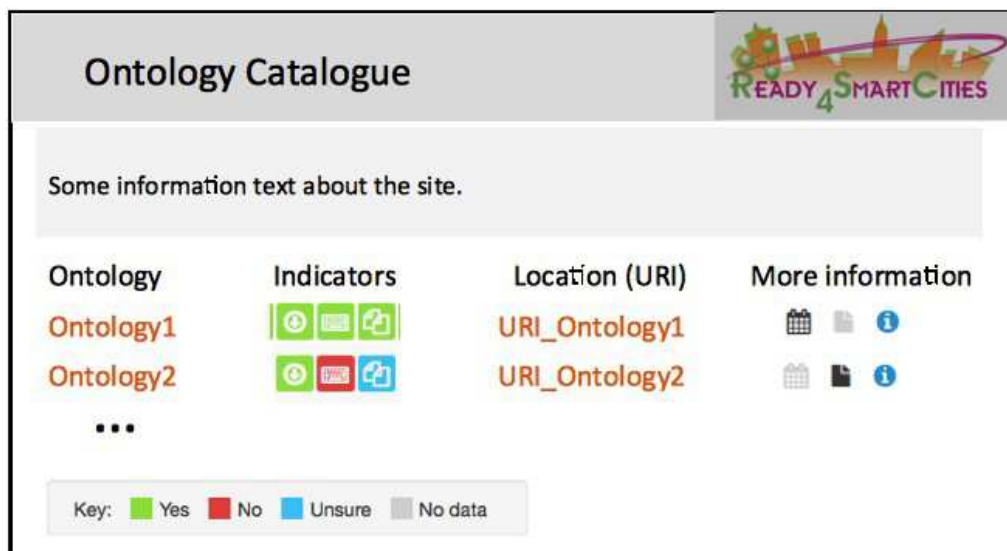 Ontology Catalogue
READY4SMARTCITIES
Some information text about the site.
Ontology Indicators Location (URI) More information
Ontology1 URI_Ontology1
Ontology2 URI_Ontology2
...
Key: Yes No Unsure No data